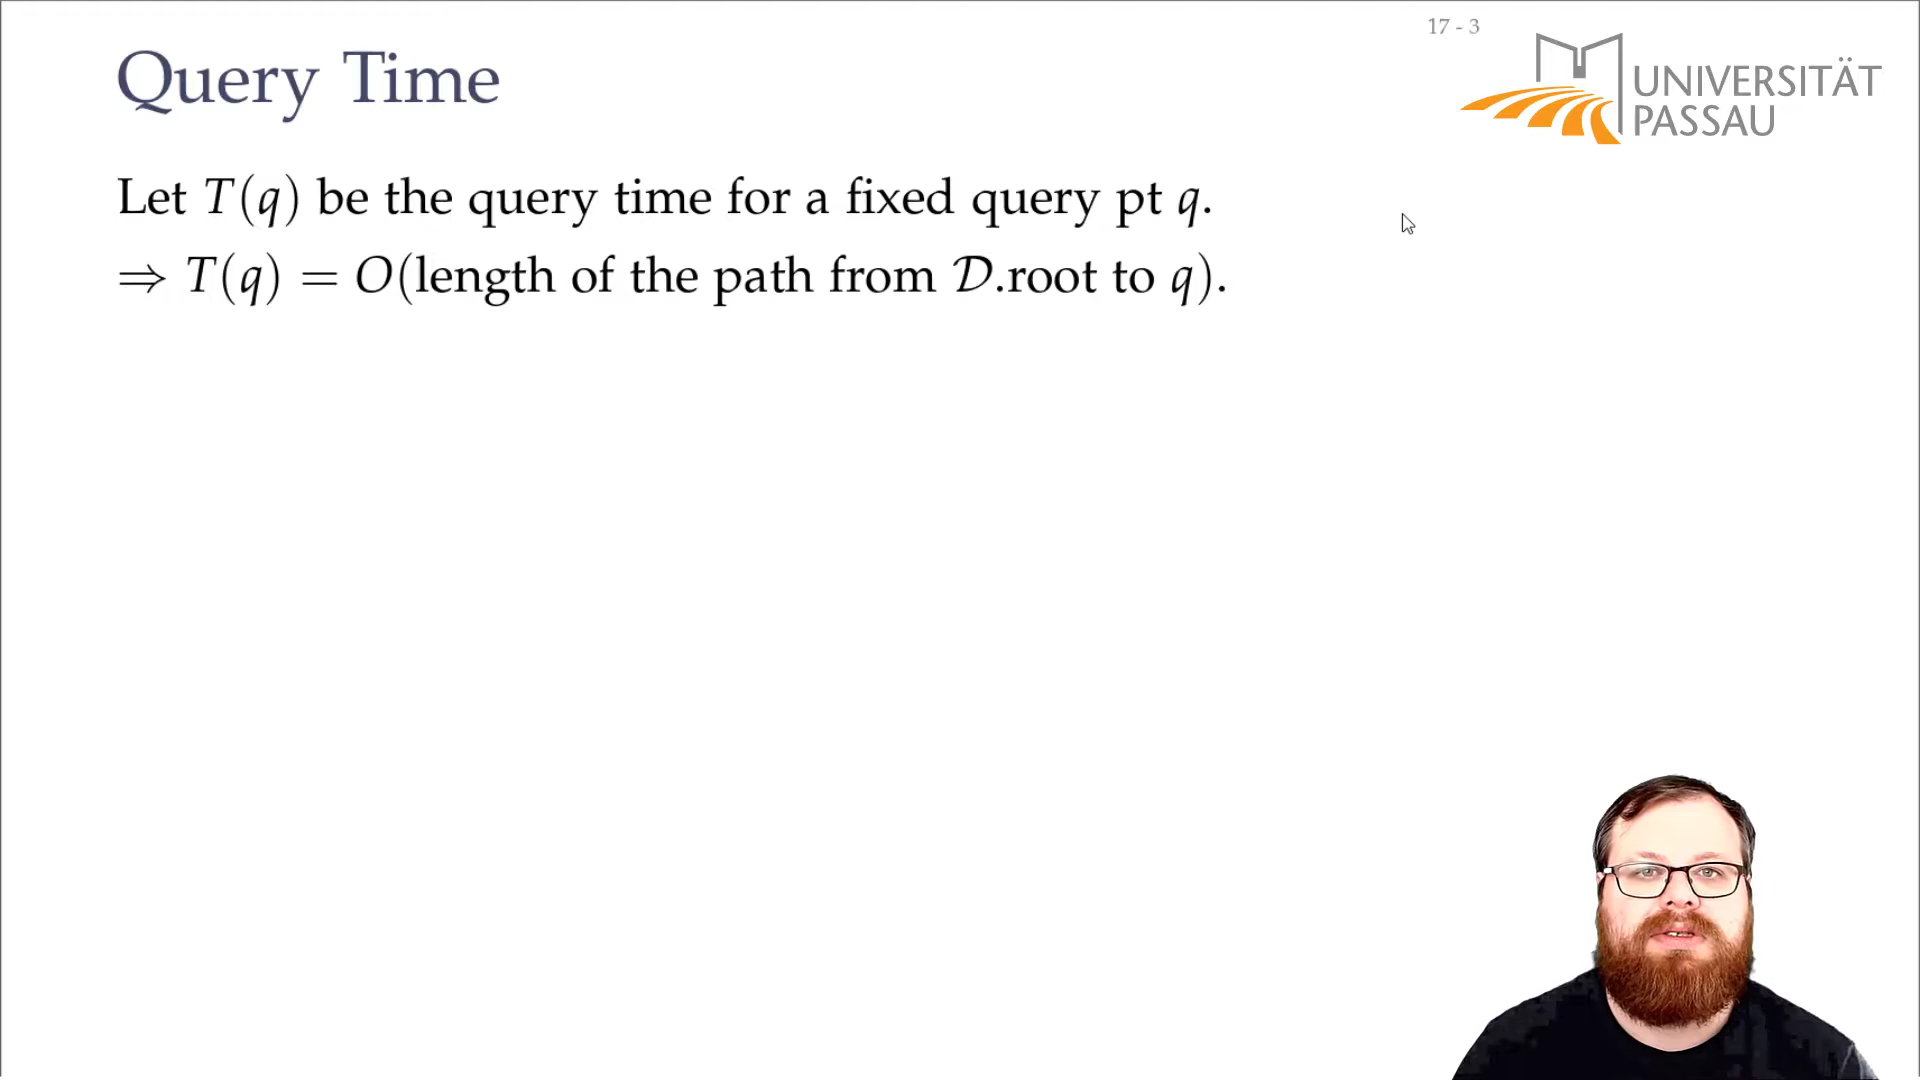 17 - 3
Query Time
UNIVERSITÄT
PASSAU
Let T(q) be the query time for a fixed query pt q.
⇒ T(q) = O(length of the path from 𝒟.root to q).